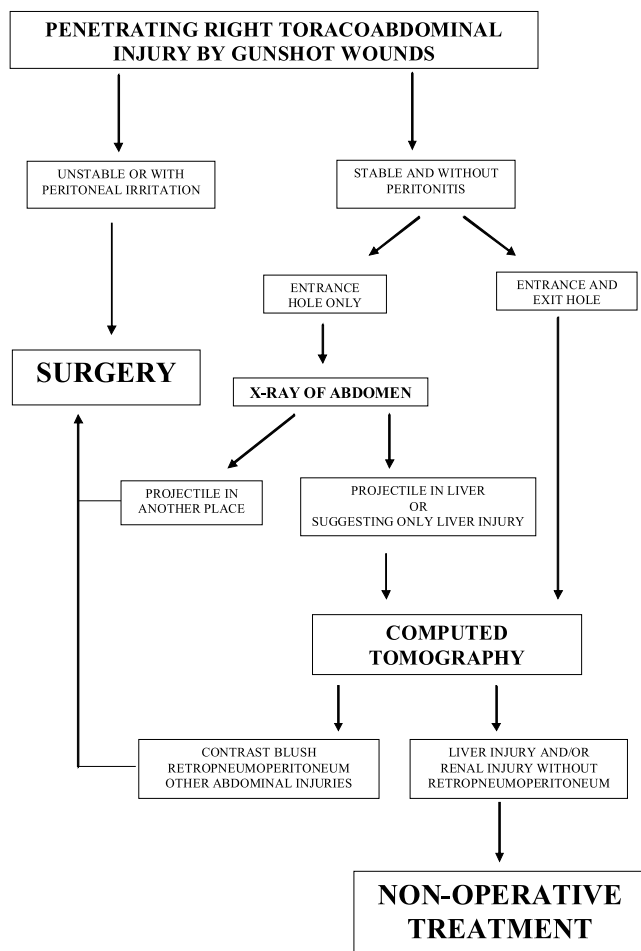 PENETRATING RIGHT TORACOABDOMINAL
INJURY BY GUNSHOT WOUNDS
UNSTABLE OR WITH
PERITONEAL IRRITATION
STABLE AND WITHOUT
PERITONITIS
ENTRANCE
HOLE ONLY
ENTRANCE AND
EXIT HOLE
SURGERY
X-RAY OF ABDOMEN
PROJECTILE IN
ANOTHER PLACE
PROJECTILE IN LIVER
OR
SUGGESTING ONLY LIVER INJURY
COMPUTED
TOMOGRAPHY
CONTRAST BLUSH
RETROPNEUMOPERITONEUM
OTHER ABDOMINAL INJURIES
LIVER INJURY AND/OR
RENAL INJURY WITHOUT
RETROPNEUMOPERITONEUM
NON-OPERATIVE
TREATMENT